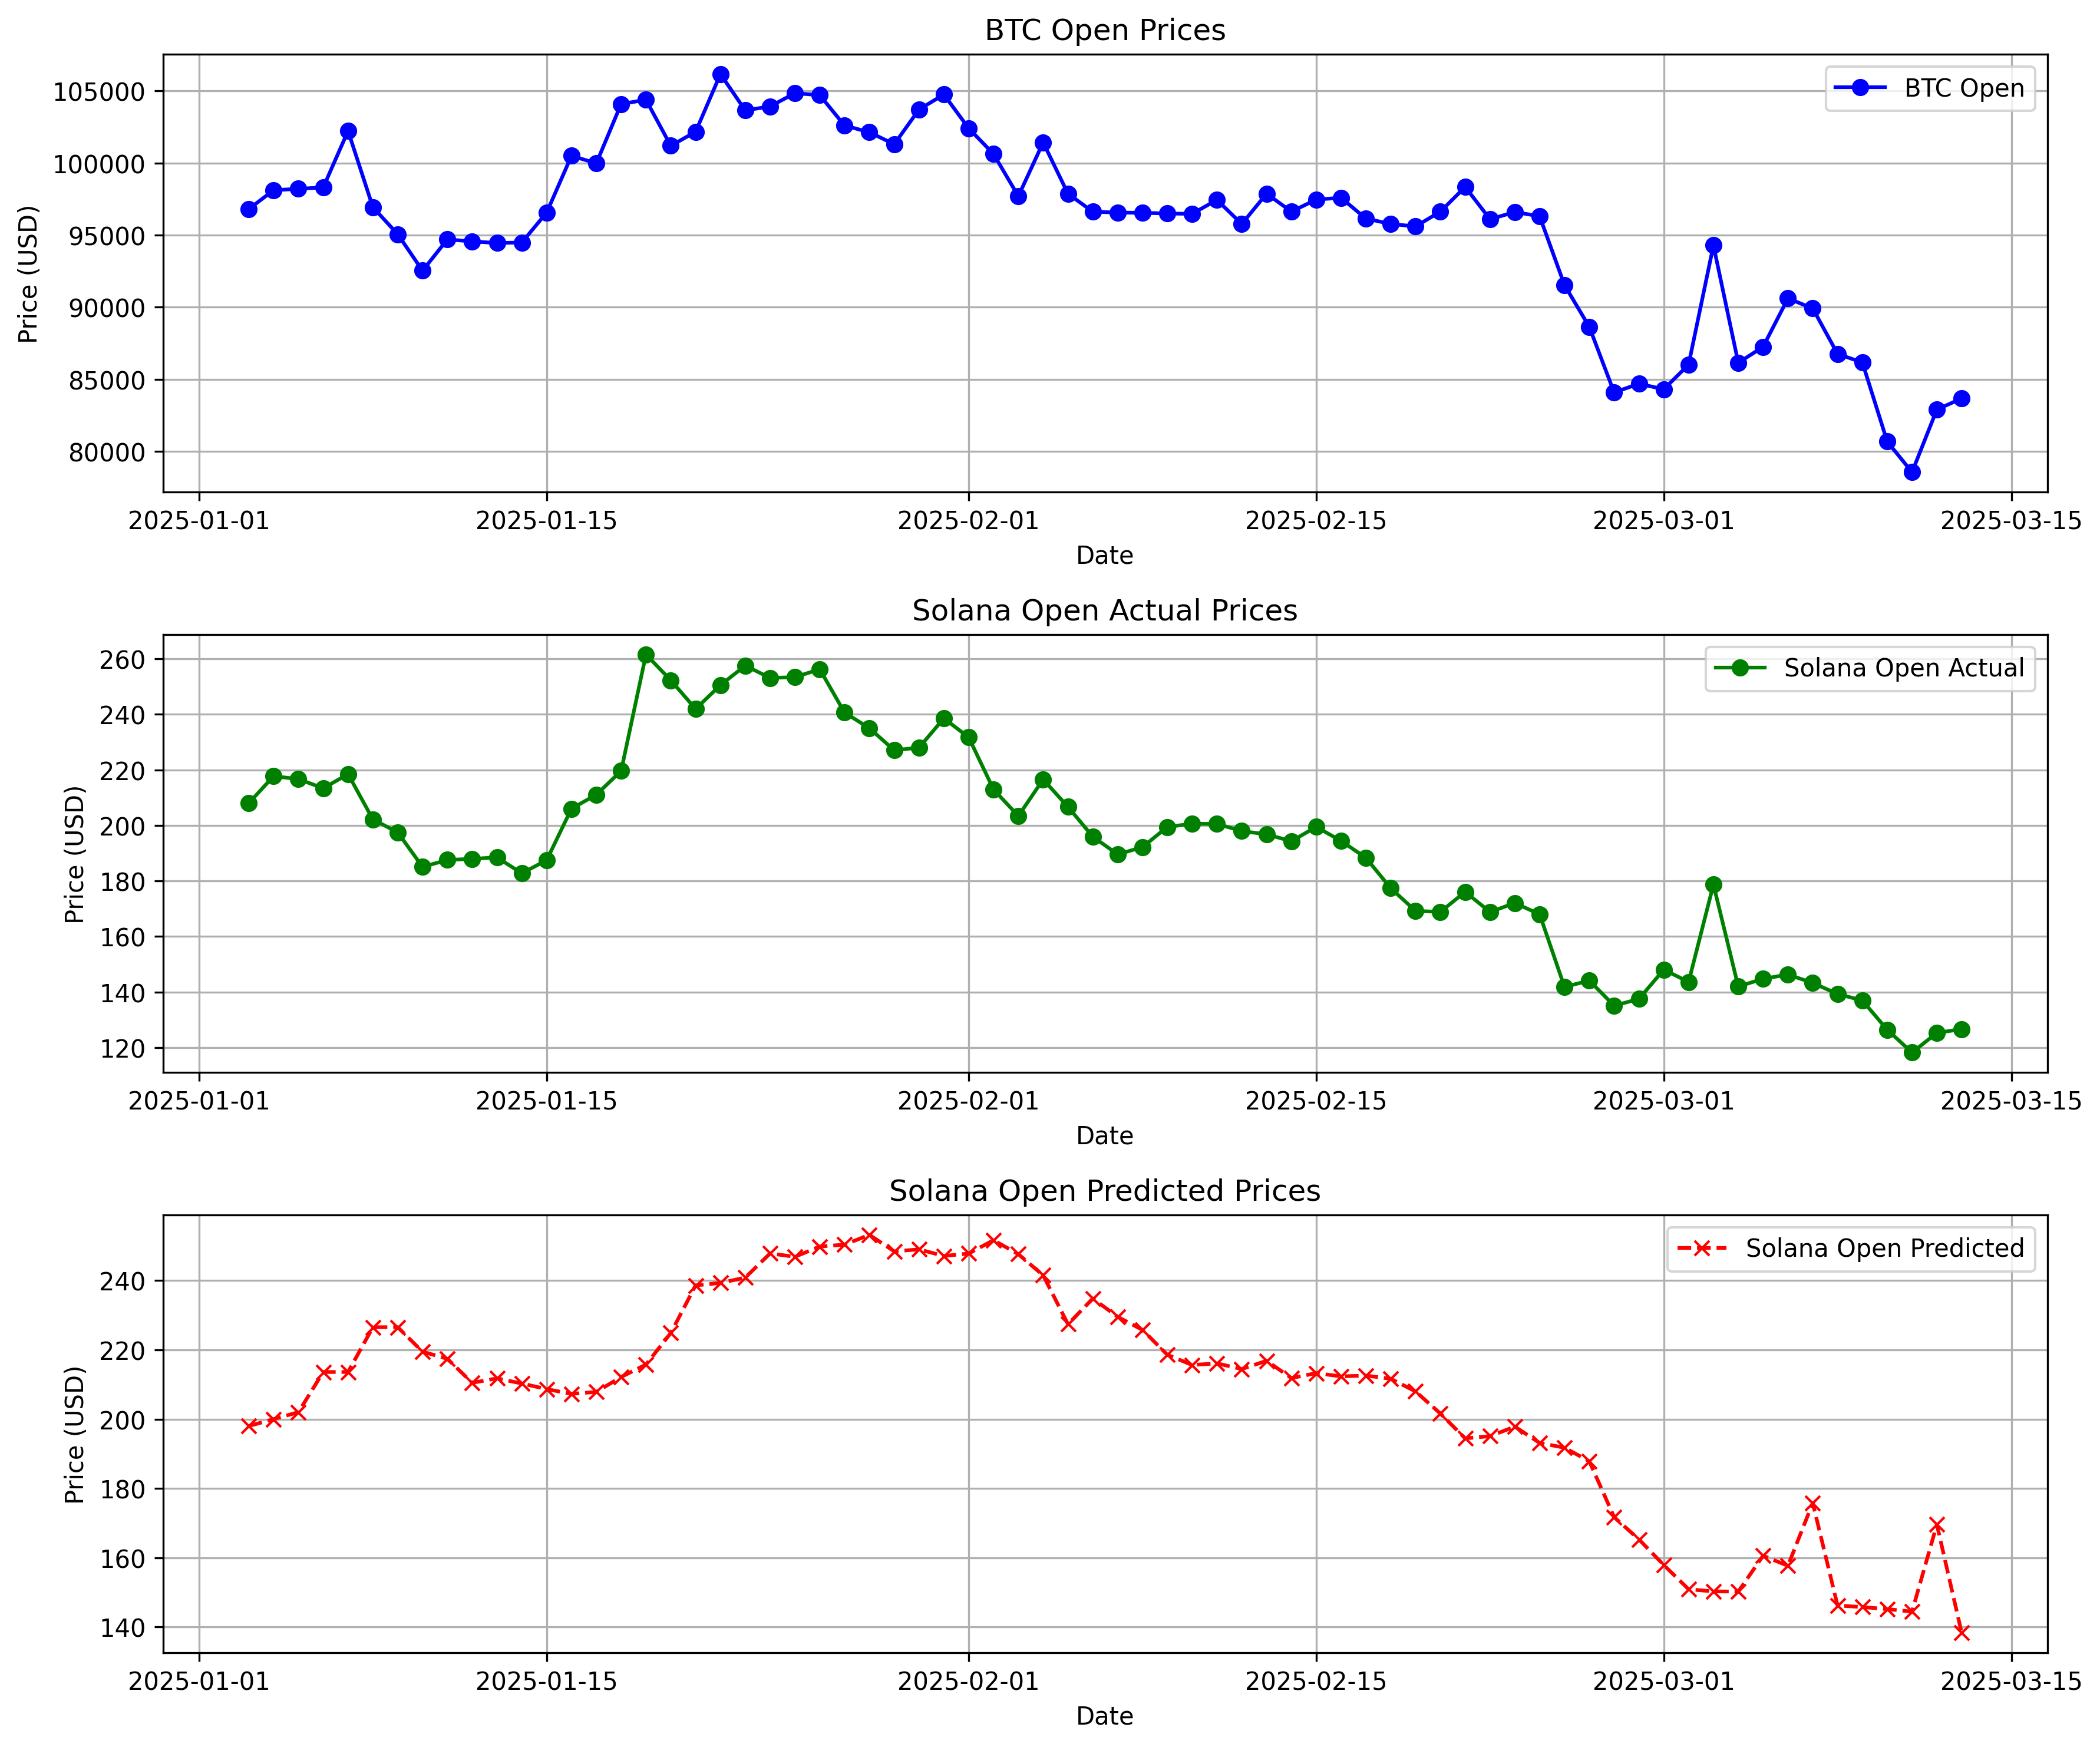 BTC Open Prices
BTC Open
Price (USD)
105000
100000
95000
90000
85000
80000
2025-01-01 2025-01-15 2025-02-01 2025-02-15 2025-03-01 2025-03-15
Date
Solana Open Actual Prices
Solana Open Actual
Price (USD)
260
240
220
200
180
160
140
120
2025-01-01 2025-01-15 2025-02-01 2025-02-15 2025-03-01 2025-03-15
Date
Solana Open Predicted Prices
Solana Open Predicted
Price (USD)
240
220
200
180
160
140
2025-01-01 2025-01-15 2025-02-01 2025-02-15 2025-03-01 2025-03-15
Date